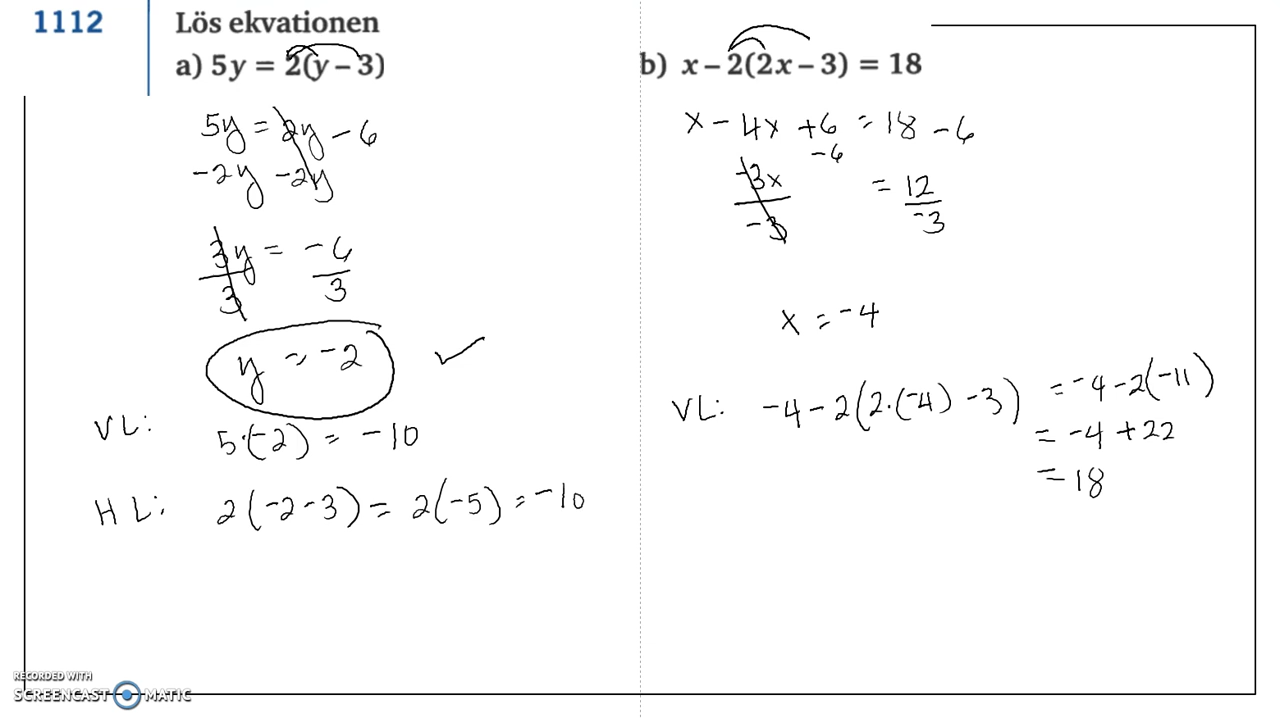 1112
Lös ekvationen
a) 5y = 2(y – 3)
5y = 2y - 6
-2y -2y
3y = -6
3 3
y = -2 ✓
VL: 5·(-2) = -10
HL: 2(-2-3) = 2(-5) = -10
b) x – 2(2x – 3) = 18
x - 4x + 6 = 18 - 6
-6
-3x = 12
-3 -3
x = -4
VL: -4 - 2(2·(-4) - 3) = -4 - 2(-11)
= -4 + 22
= 18
RECORDED WITH
SCREENCAST MATIC